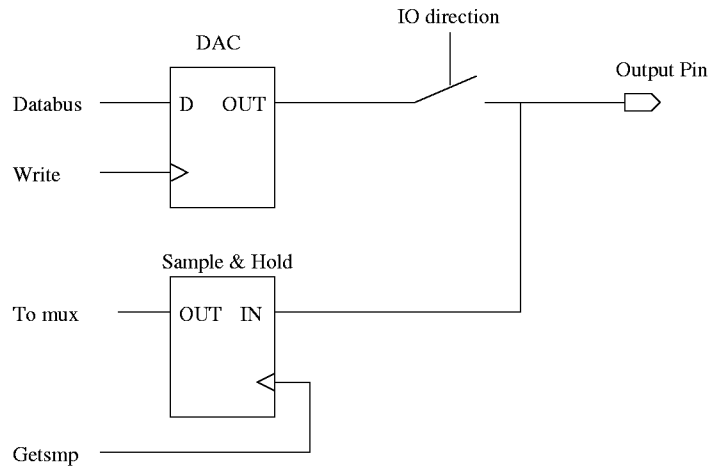 IO direction
DAC
Output Pin
Databus
D OUT
Write
Sample & Hold
To mux
OUT IN
Getsmp